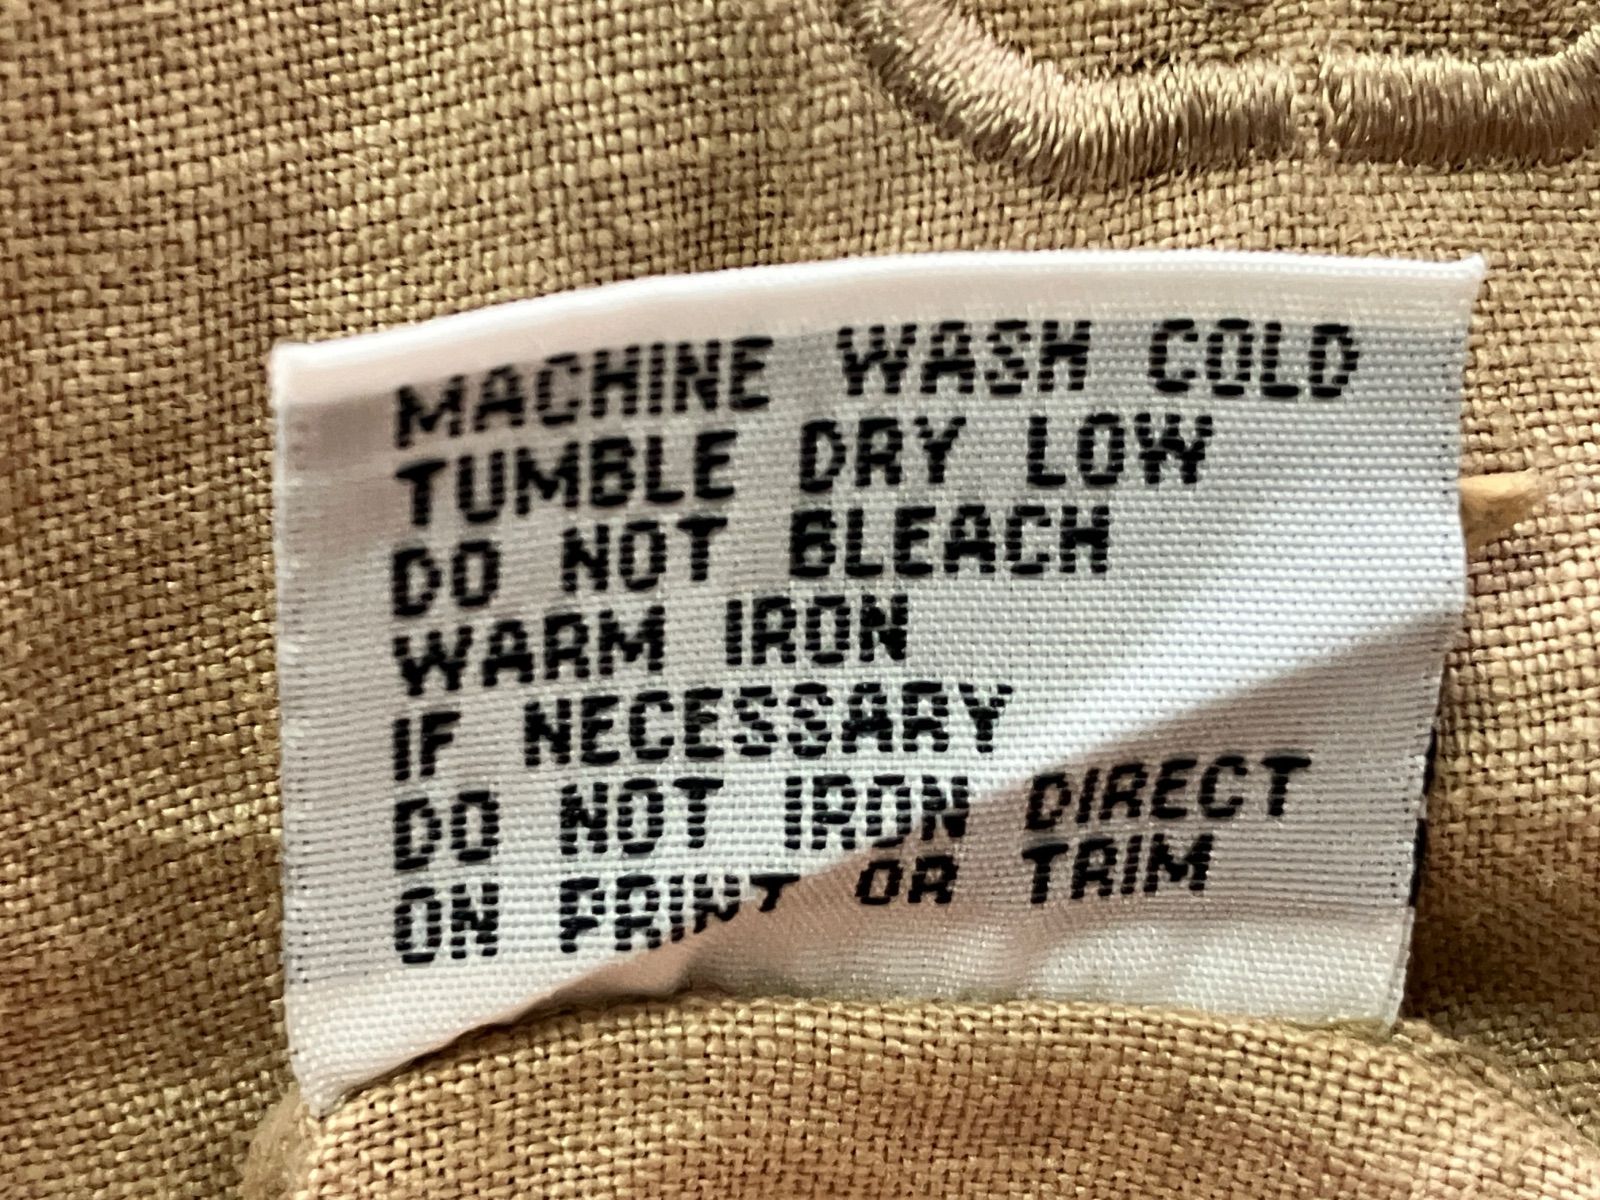 MACHINE WASH COLD
TUMBLE DRY LOW
DO NOT BLEACH
WARM IRON
IF NECESSARY
DO NOT IRON DIRECT
ON PRINT OR TRIM